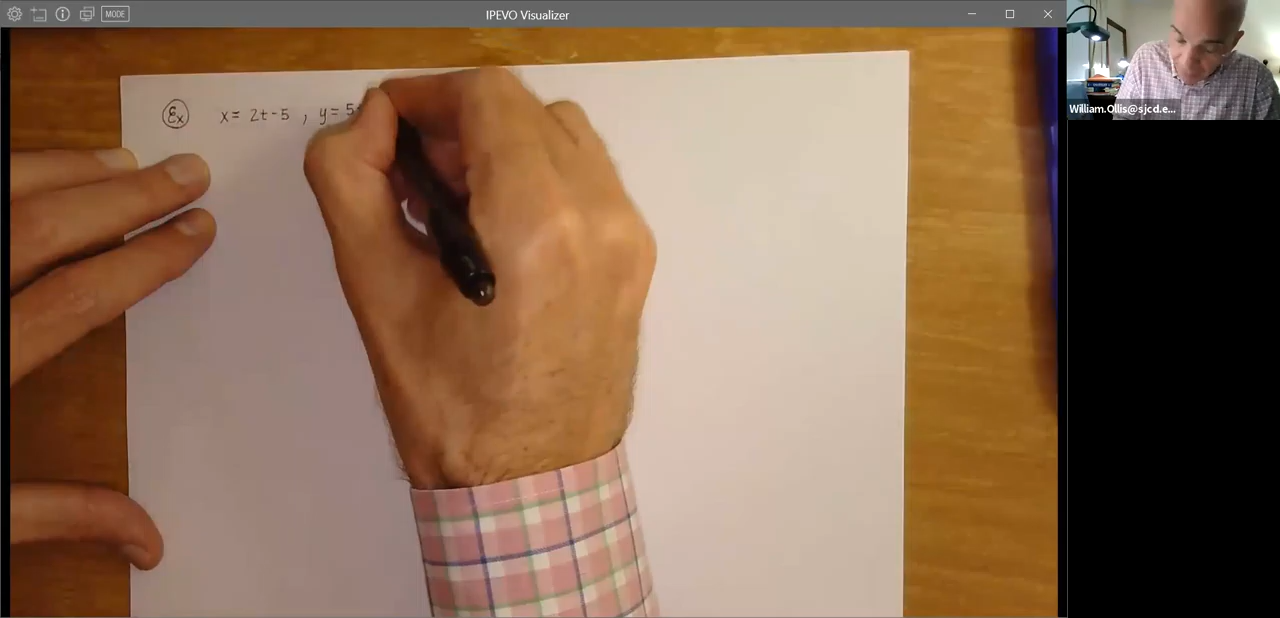 MODE
IPEVO Visualizer
William.Ollis@sjcd.e...
Ex x = 2t - 5 , y = 5